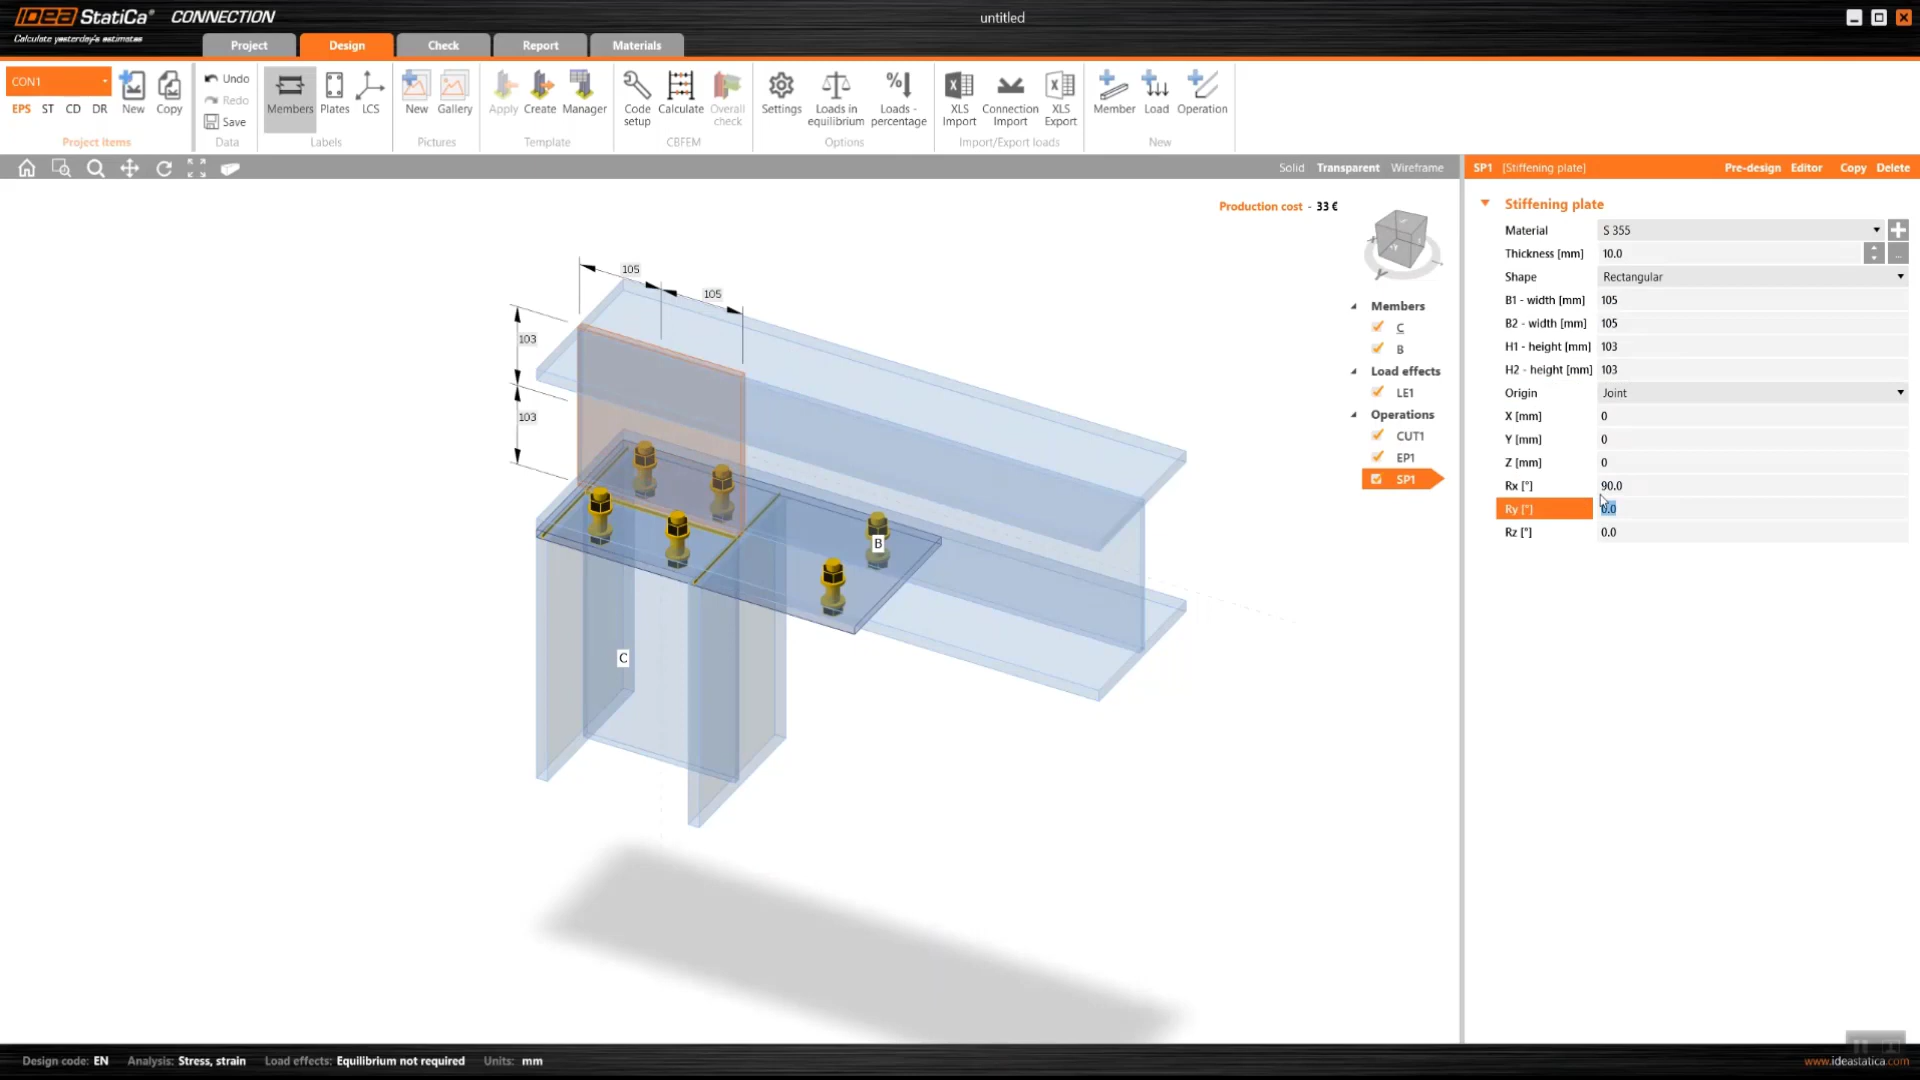 IDEA StatiCa® CONNECTION
Calculate yesterday's estimates
untitled
Project Design Check Report Materials
CON1
EPS ST CD DR New Copy
Project items
Undo
Redo
Save
Data
Members Plates LCS
Labels
New Gallery
Pictures
Apply Create Manager
Template
Code setup Calculate Overall check
CBFEM
Settings Loads in equilibrium Loads - percentage
Options
XLS Import Connection Import XLS Export
Import/Export loads
Member Load Operation
New
Solid Transparent Wireframe
SP1 [Stiffening plate] Pre-design Editor Copy Delete
Production cost - 33 €
Members
C
B
Load effects
LE1
Operations
CUT1
EP1
SP1
105
105
103
103
B
C
Stiffening plate
Material S 355
Thickness [mm] 10.0
Shape Rectangular
B1 - width [mm] 105
B2 - width [mm] 105
H1 - height [mm] 103
H2 - height [mm] 103
Origin Joint
X [mm] 0
Y [mm] 0
Z [mm] 0
Rx [°] 90.0
Ry [°] 0.0
Rz [°] 0.0
Design code: EN Analysis: Stress, strain Load effects: Equilibrium not required Units: mm
www.ideastatica.com